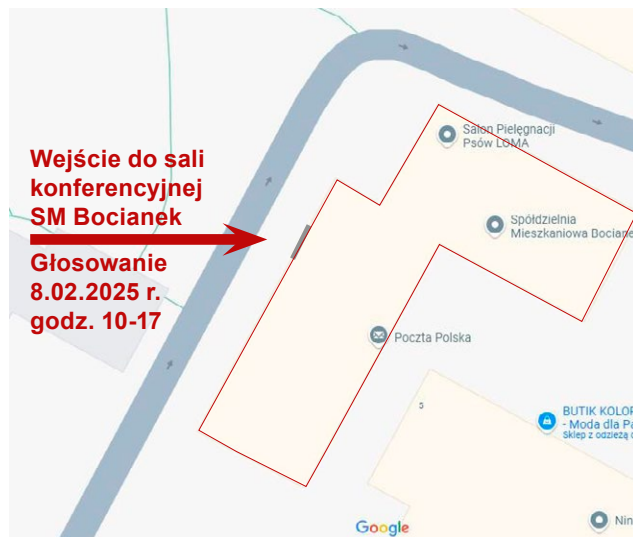 Salon Pielęgnacji
Psów LOMA
Wejście do sali
konferencyjnej
SM Bocianek
Spółdzielnia
Mieszkaniowa Bociane
Głosowanie
8.02.2025 r.
godz. 10-17
Poczta Polska
BUTIK KOLOR
- Moda dla Pa
Sklep z odzieżą d
Nin
Google